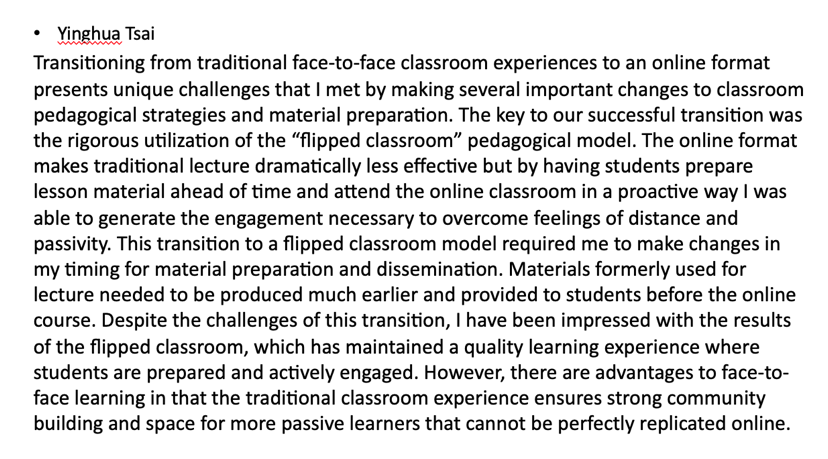 • Yinghua Tsai
Transitioning from traditional face-to-face classroom experiences to an online format
presents unique challenges that I met by making several important changes to classroom
pedagogical strategies and material preparation. The key to our successful transition was
the rigorous utilization of the “flipped classroom” pedagogical model. The online format
makes traditional lecture dramatically less effective but by having students prepare
lesson material ahead of time and attend the online classroom in a proactive way I was
able to generate the engagement necessary to overcome feelings of distance and
passivity. This transition to a flipped classroom model required me to make changes in
my timing for material preparation and dissemination. Materials formerly used for
lecture needed to be produced much earlier and provided to students before the online
course. Despite the challenges of this transition, I have been impressed with the results
of the flipped classroom, which has maintained a quality learning experience where
students are prepared and actively engaged. However, there are advantages to face-to-
face learning in that the traditional classroom experience ensures strong community
building and space for more passive learners that cannot be perfectly replicated online.